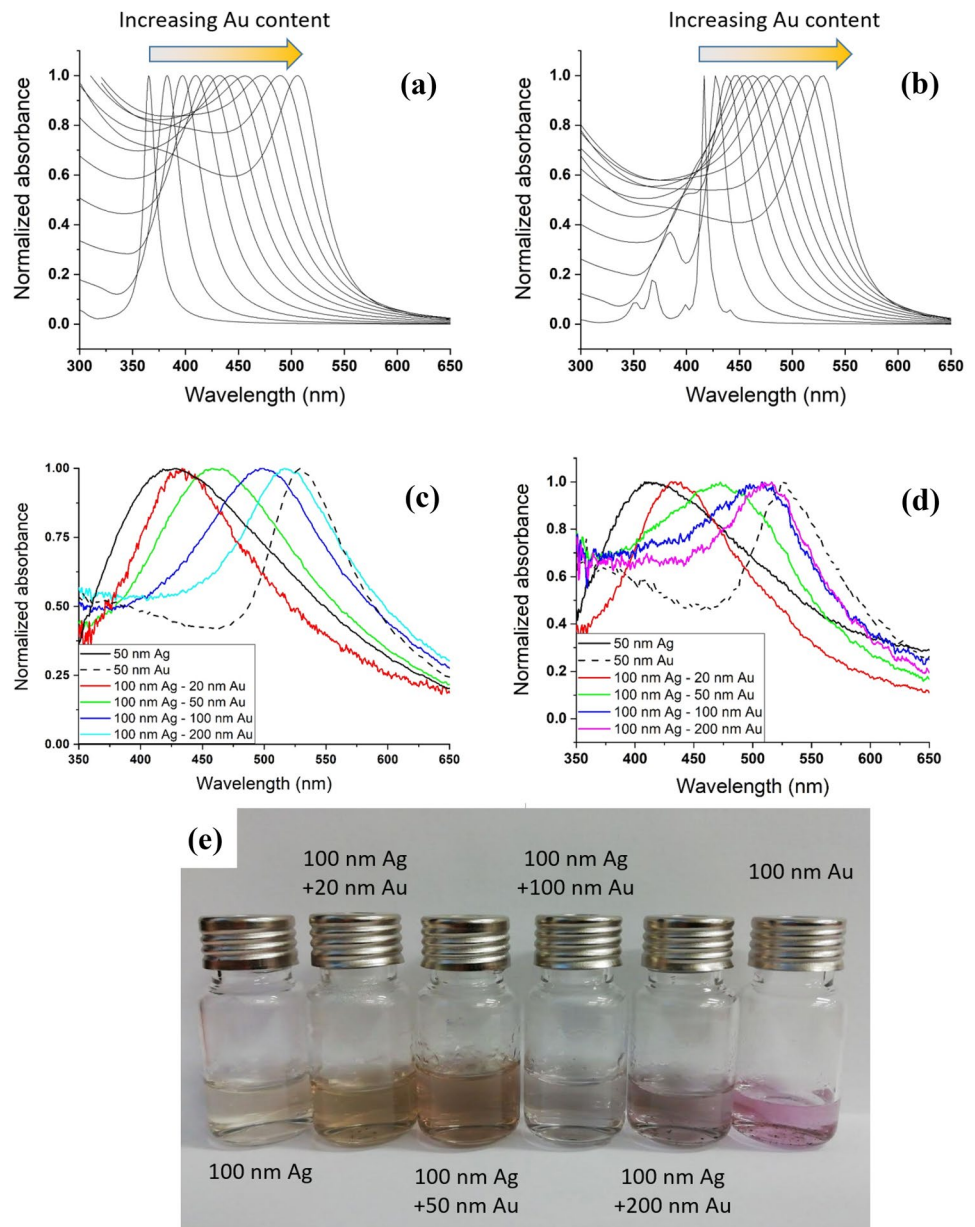 Increasing Au content
(a)
Normalized absorbance
1.0
0.8
0.6
0.4
0.2
0.0
300 350 400 450 500 550 600 650
Wavelength (nm)
Increasing Au content
(b)
Normalized absorbance
1.0
0.8
0.6
0.4
0.2
0.0
300 350 400 450 500 550 600 650
Wavelength (nm)
(c)
Normalized absorbance
1.00
0.75
0.50
0.25
0.00
50 nm Ag
50 nm Au
100 nm Ag - 20 nm Au
100 nm Ag - 50 nm Au
100 nm Ag - 100 nm Au
100 nm Ag - 200 nm Au
350 400 450 500 550 600 650
Wavelength (nm)
(d)
Normalized absorbance
1.0
0.8
0.6
0.4
0.2
0.0
50 nm Ag
50 nm Au
100 nm Ag - 20 nm Au
100 nm Ag - 50 nm Au
100 nm Ag - 100 nm Au
100 nm Ag - 200 nm Au
350 400 450 500 550 600 650
Wavelength (nm)
(e)
100 nm Ag
+20 nm Au
100 nm Ag
+100 nm Au
100 nm Au
100 nm Ag
100 nm Ag
+50 nm Au
100 nm Ag
+200 nm Au